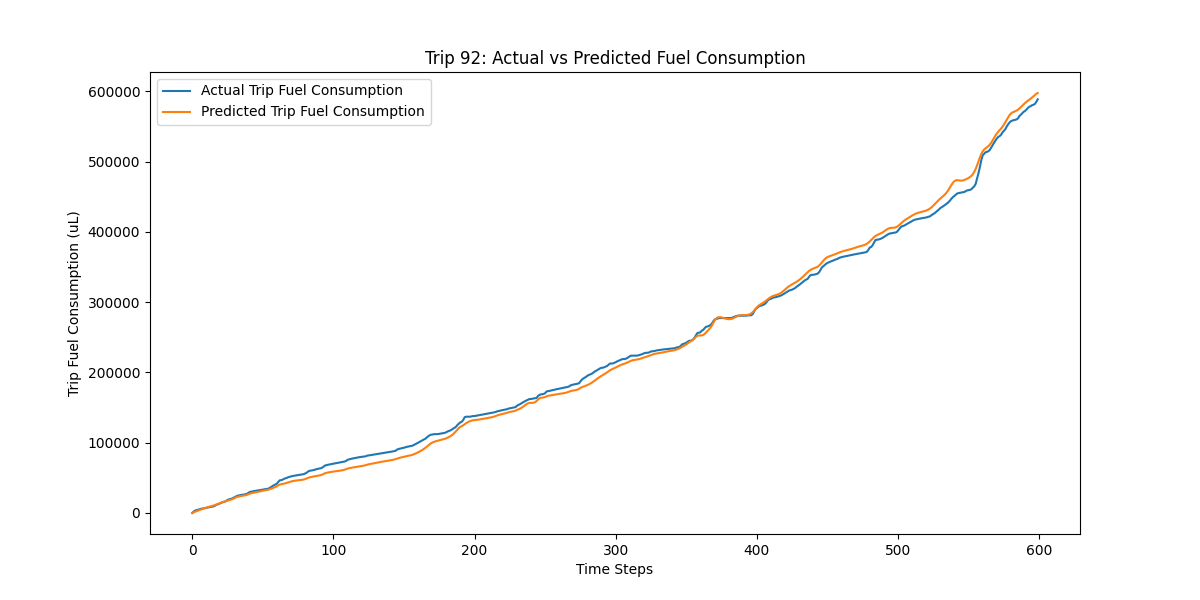 Trip 92: Actual vs Predicted Fuel Consumption
Actual Trip Fuel Consumption
Predicted Trip Fuel Consumption
Trip Fuel Consumption (uL)
600000
500000
400000
300000
200000
100000
0
0 100 200 300 400 500 600
Time Steps